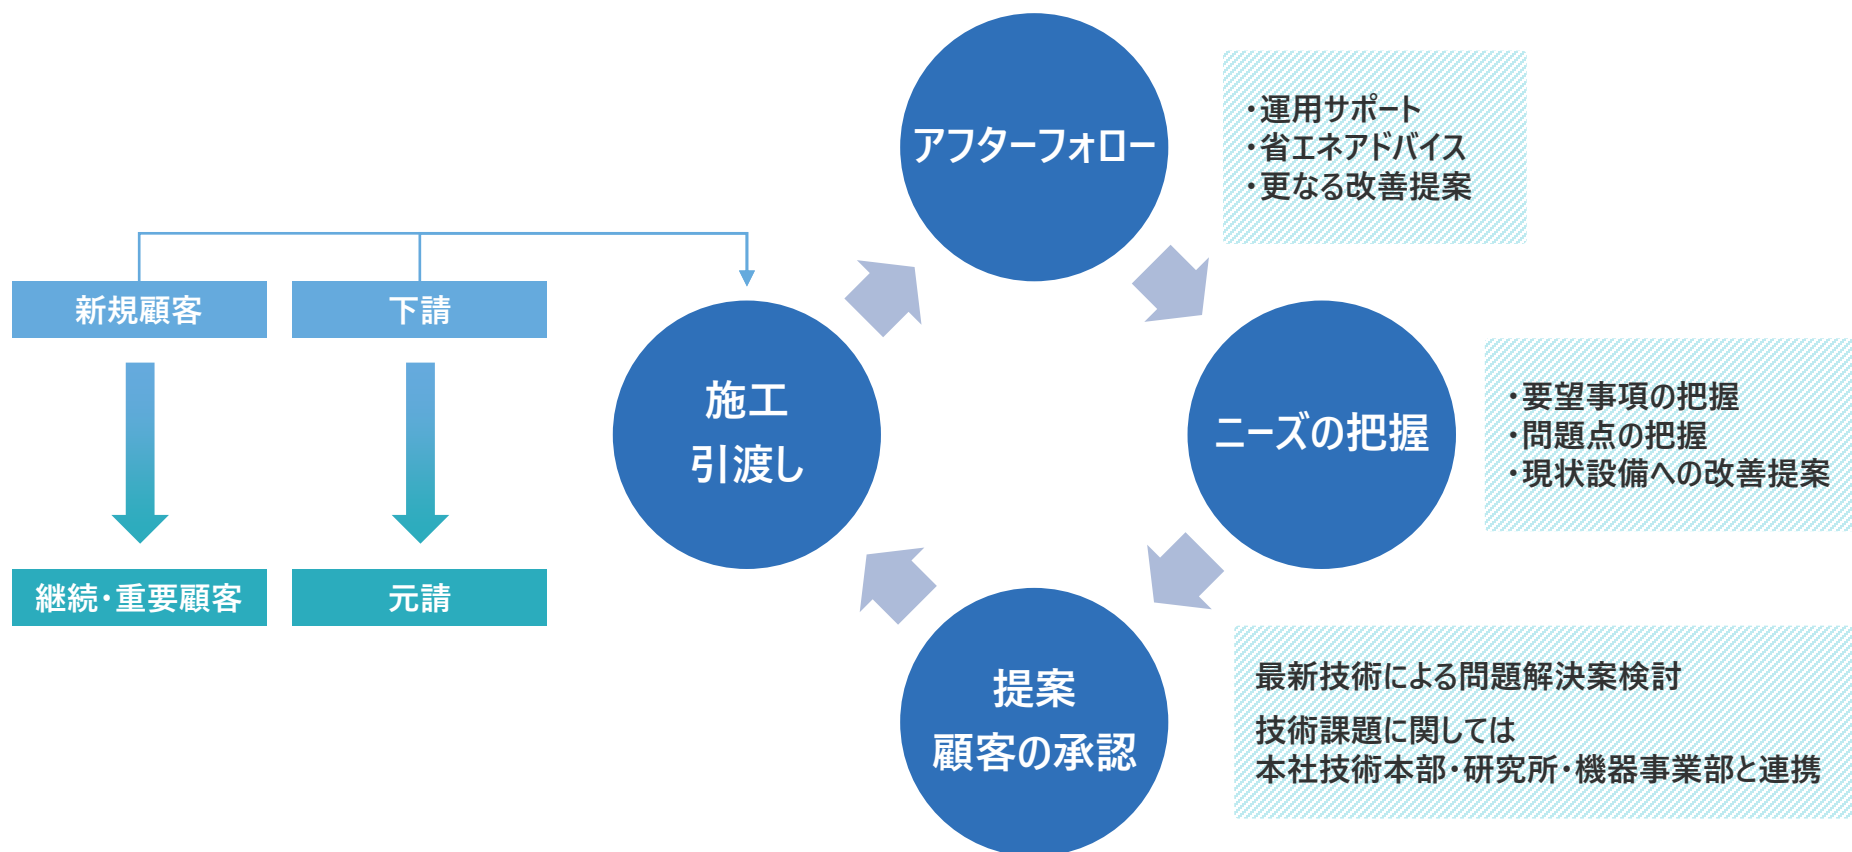 アフターフォロー
・運用サポート
・省エネアドバイス
・更なる改善提案
新規顧客
下請
継続・重要顧客
元請
施工
引渡し
ニーズの把握
・要望事項の把握
・問題点の把握
・現状設備への改善提案
提案
顧客の承認
最新技術による問題解決案検討
技術課題に関しては
本社技術本部・研究所・機器事業部と連携